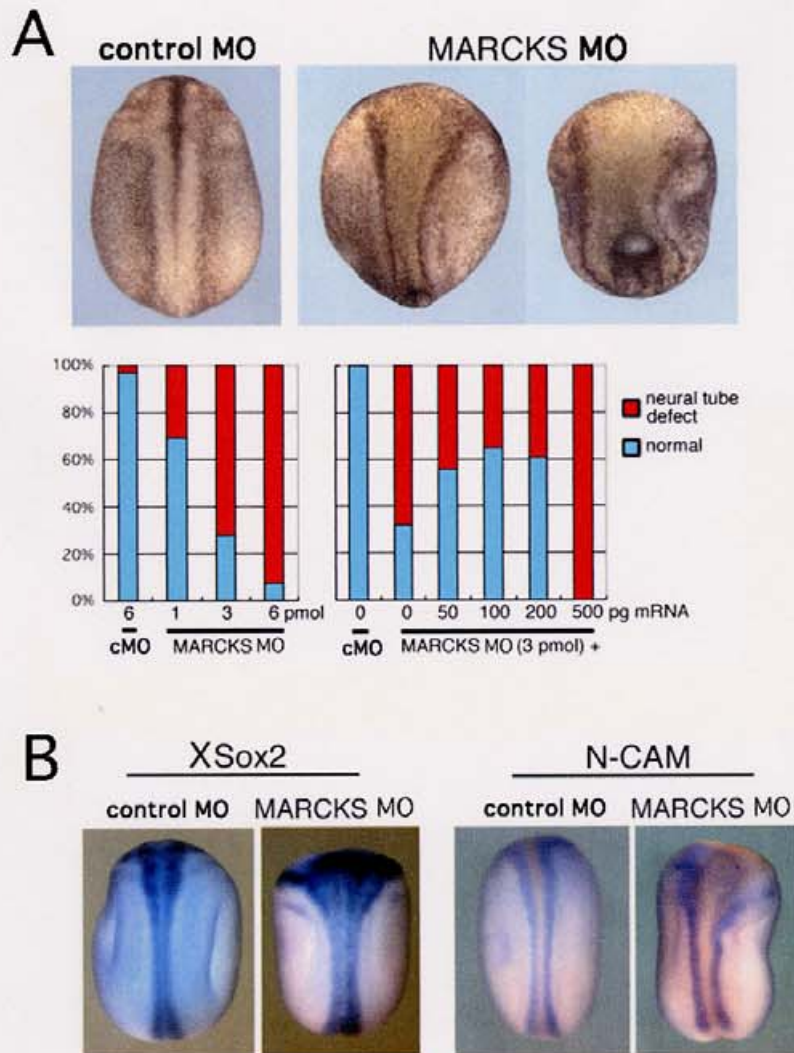 A
control MO MARCKS MO
100%
80%
60%
40%
20%
0%
6 1 3 6 pmol
cMO MARCKS MO
0 0 50 100 200 500 pg mRNA
cMO MARCKS MO (3 pmol) +
neural tube
defect
normal
B
XSox2 N-CAM
control MO MARCKS MO control MO MARCKS MO